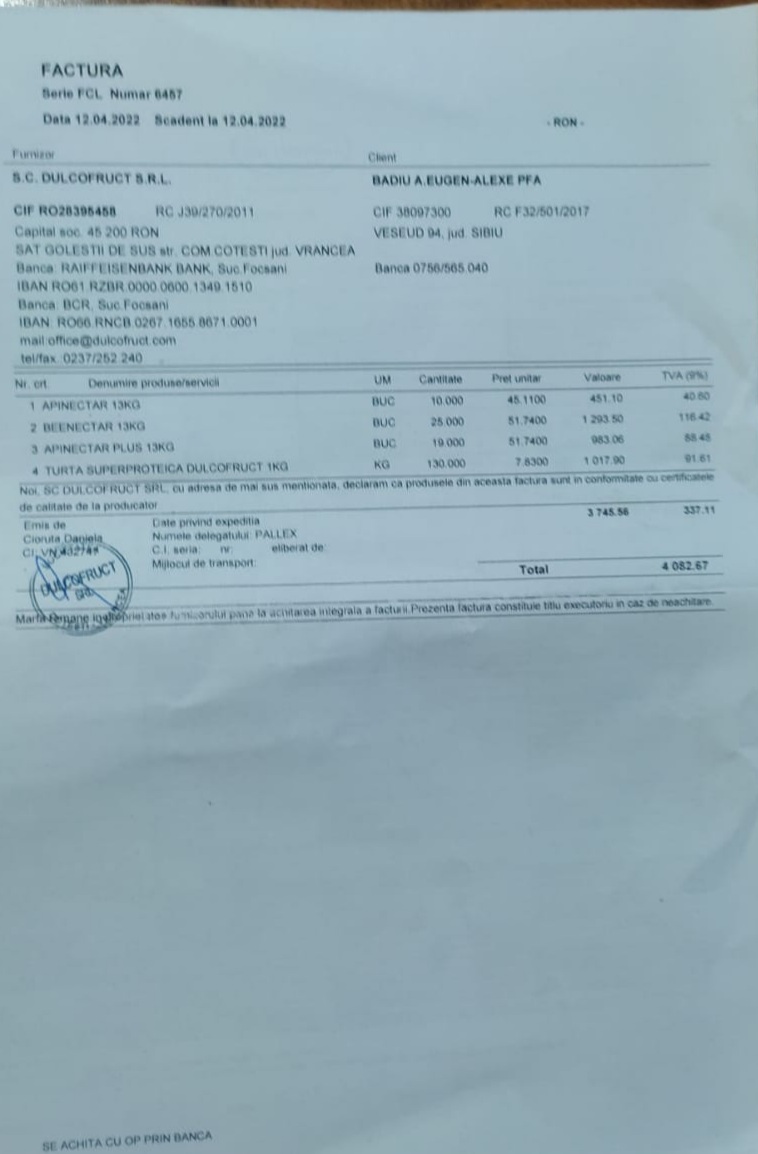 FACTURA
Serie FCL Numar 6457
Data 12.04.2022 Scadent la 12.04.2022 - RON -
Furnizor Client
S.C. DULCOFRUCT S.R.L. BADIU A.EUGEN-ALEXE PFA
CIF RO28395458 RC J39/270/2011 CIF 38097300 RC F32/501/2017
Capital soc. 45 200 RON VESEUD 94, jud. SIBIU
SAT GOLESTII DE SUS str. COM.COTESTI jud. VRANCEA
Banca: RAIFFEISENBANK BANK, Suc.Focsani Banca 0756/565.040
IBAN RO61.RZBR.0000.0600.1349.1510
Banca: BCR, Suc.Focsani
IBAN: RO66.RNCB.0267.1655.8671.0001
mail:office@dulcofruct.com
tel/fax :0237/252.240
Nr. crt. Denumire produse/servicii UM Cantitate Pret unitar Valoare TVA (9%)
1 APINECTAR 13KG BUC 10.000 45.1100 451.10 40.60
2 BEENECTAR 13KG BUC 25.000 51.7400 1 293.50 116.42
3 APINECTAR PLUS 13KG BUC 19.000 51.7400 983.06 88.48
4 TURTA SUPERPROTEICA DULCOFRUCT 1KG KG 130.000 7.8300 1 017.90 91.61
Noi, SC DULCOFRUCT SRL, cu adresa de mai sus mentionata, declaram ca produsele din aceasta factura sunt in conformitate cu certificatele
de calitate de la producator
3 745.56 337.11
Emis de Date privind expeditia
Cioruta Daniela Numele delegatului: PALLEX
CI: C.I. seria: nr: eliberat de:
Mijlocul de transport:
Total 4 082.67
DULCOFRUCT
SRL
Marfa ramane in proprietatea furnizorului pana la achitarea integrala a facturii.Prezenta factura constituie titlu executoriu in caz de neachitare.
SE ACHITA CU OP PRIN BANCA